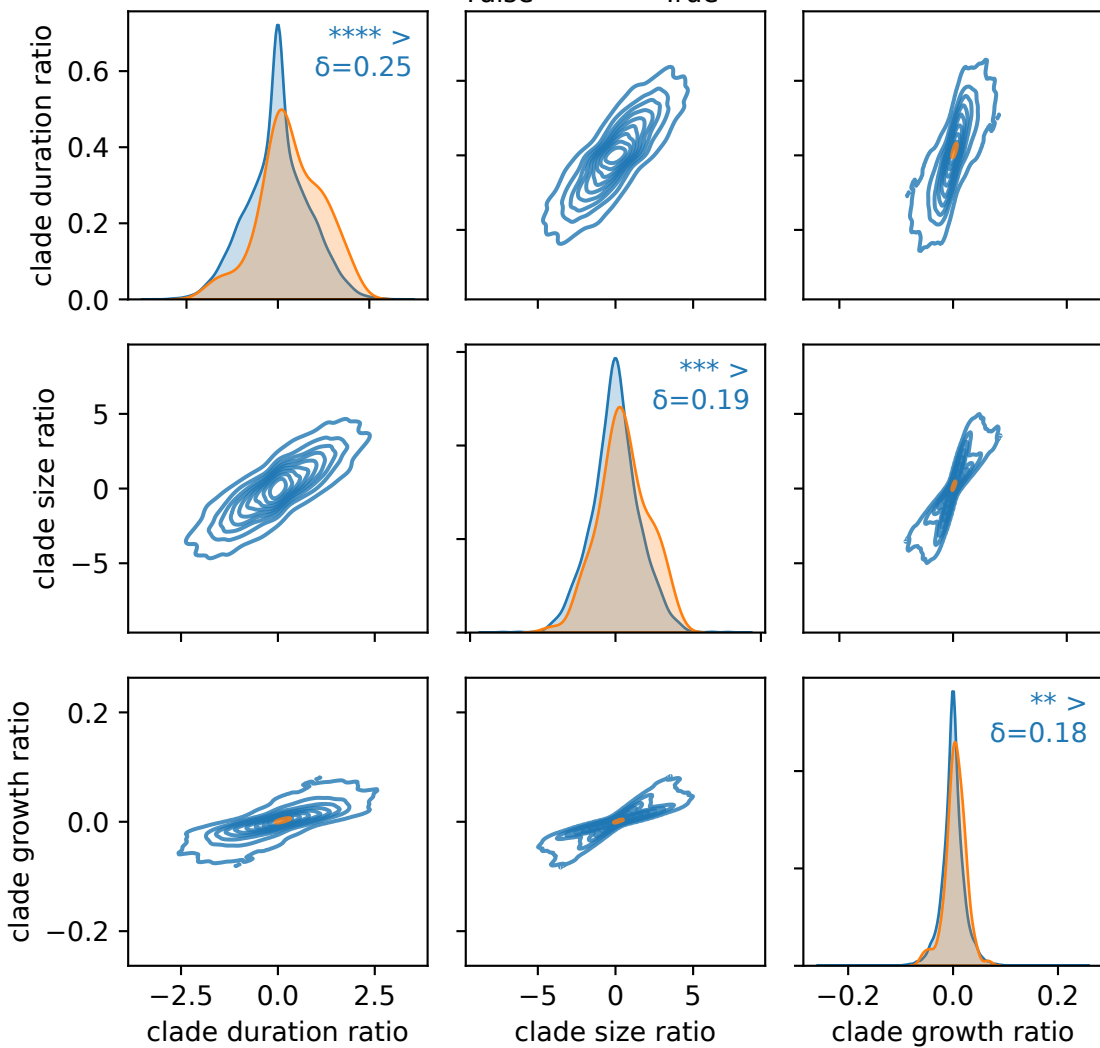 **** >
δ=0.25
clade duration ratio
0.6
0.4
0.2
0.0
*** >
δ=0.19
clade size ratio
5
0
−5
** >
δ=0.18
clade growth ratio
0.2
0.0
−0.2
−2.5 0.0 2.5
−5 0 5
−0.2 0.0 0.2
clade duration ratio
clade size ratio
clade growth ratio